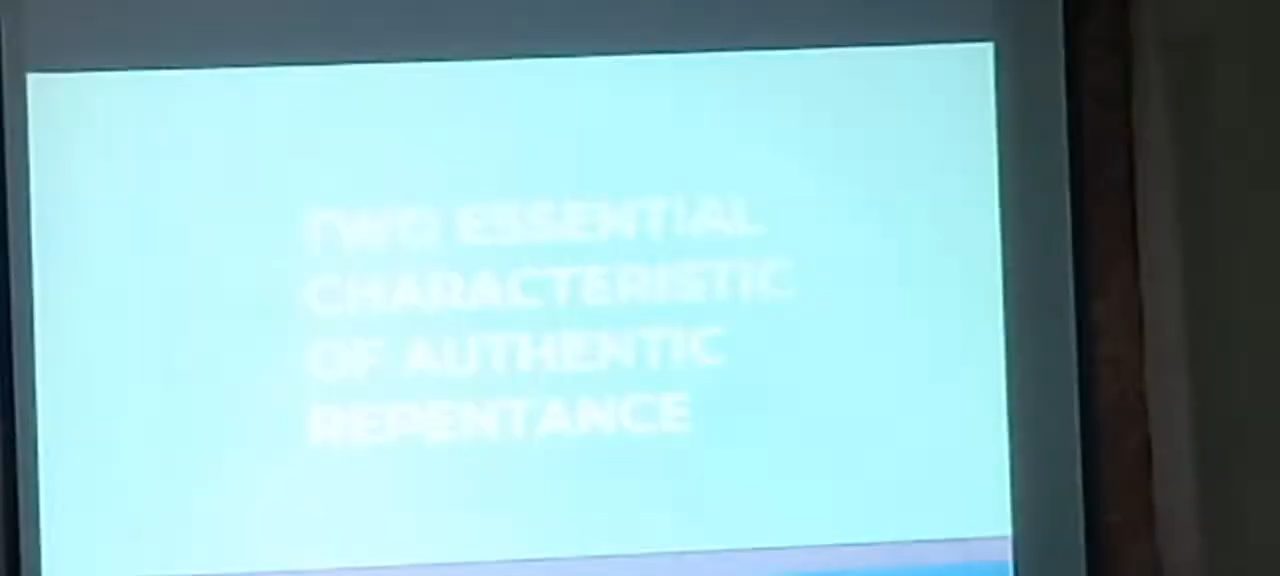 TWO ESSENTIAL
CHARACTERISTIC
OF AUTHENTIC
REPENTANCE